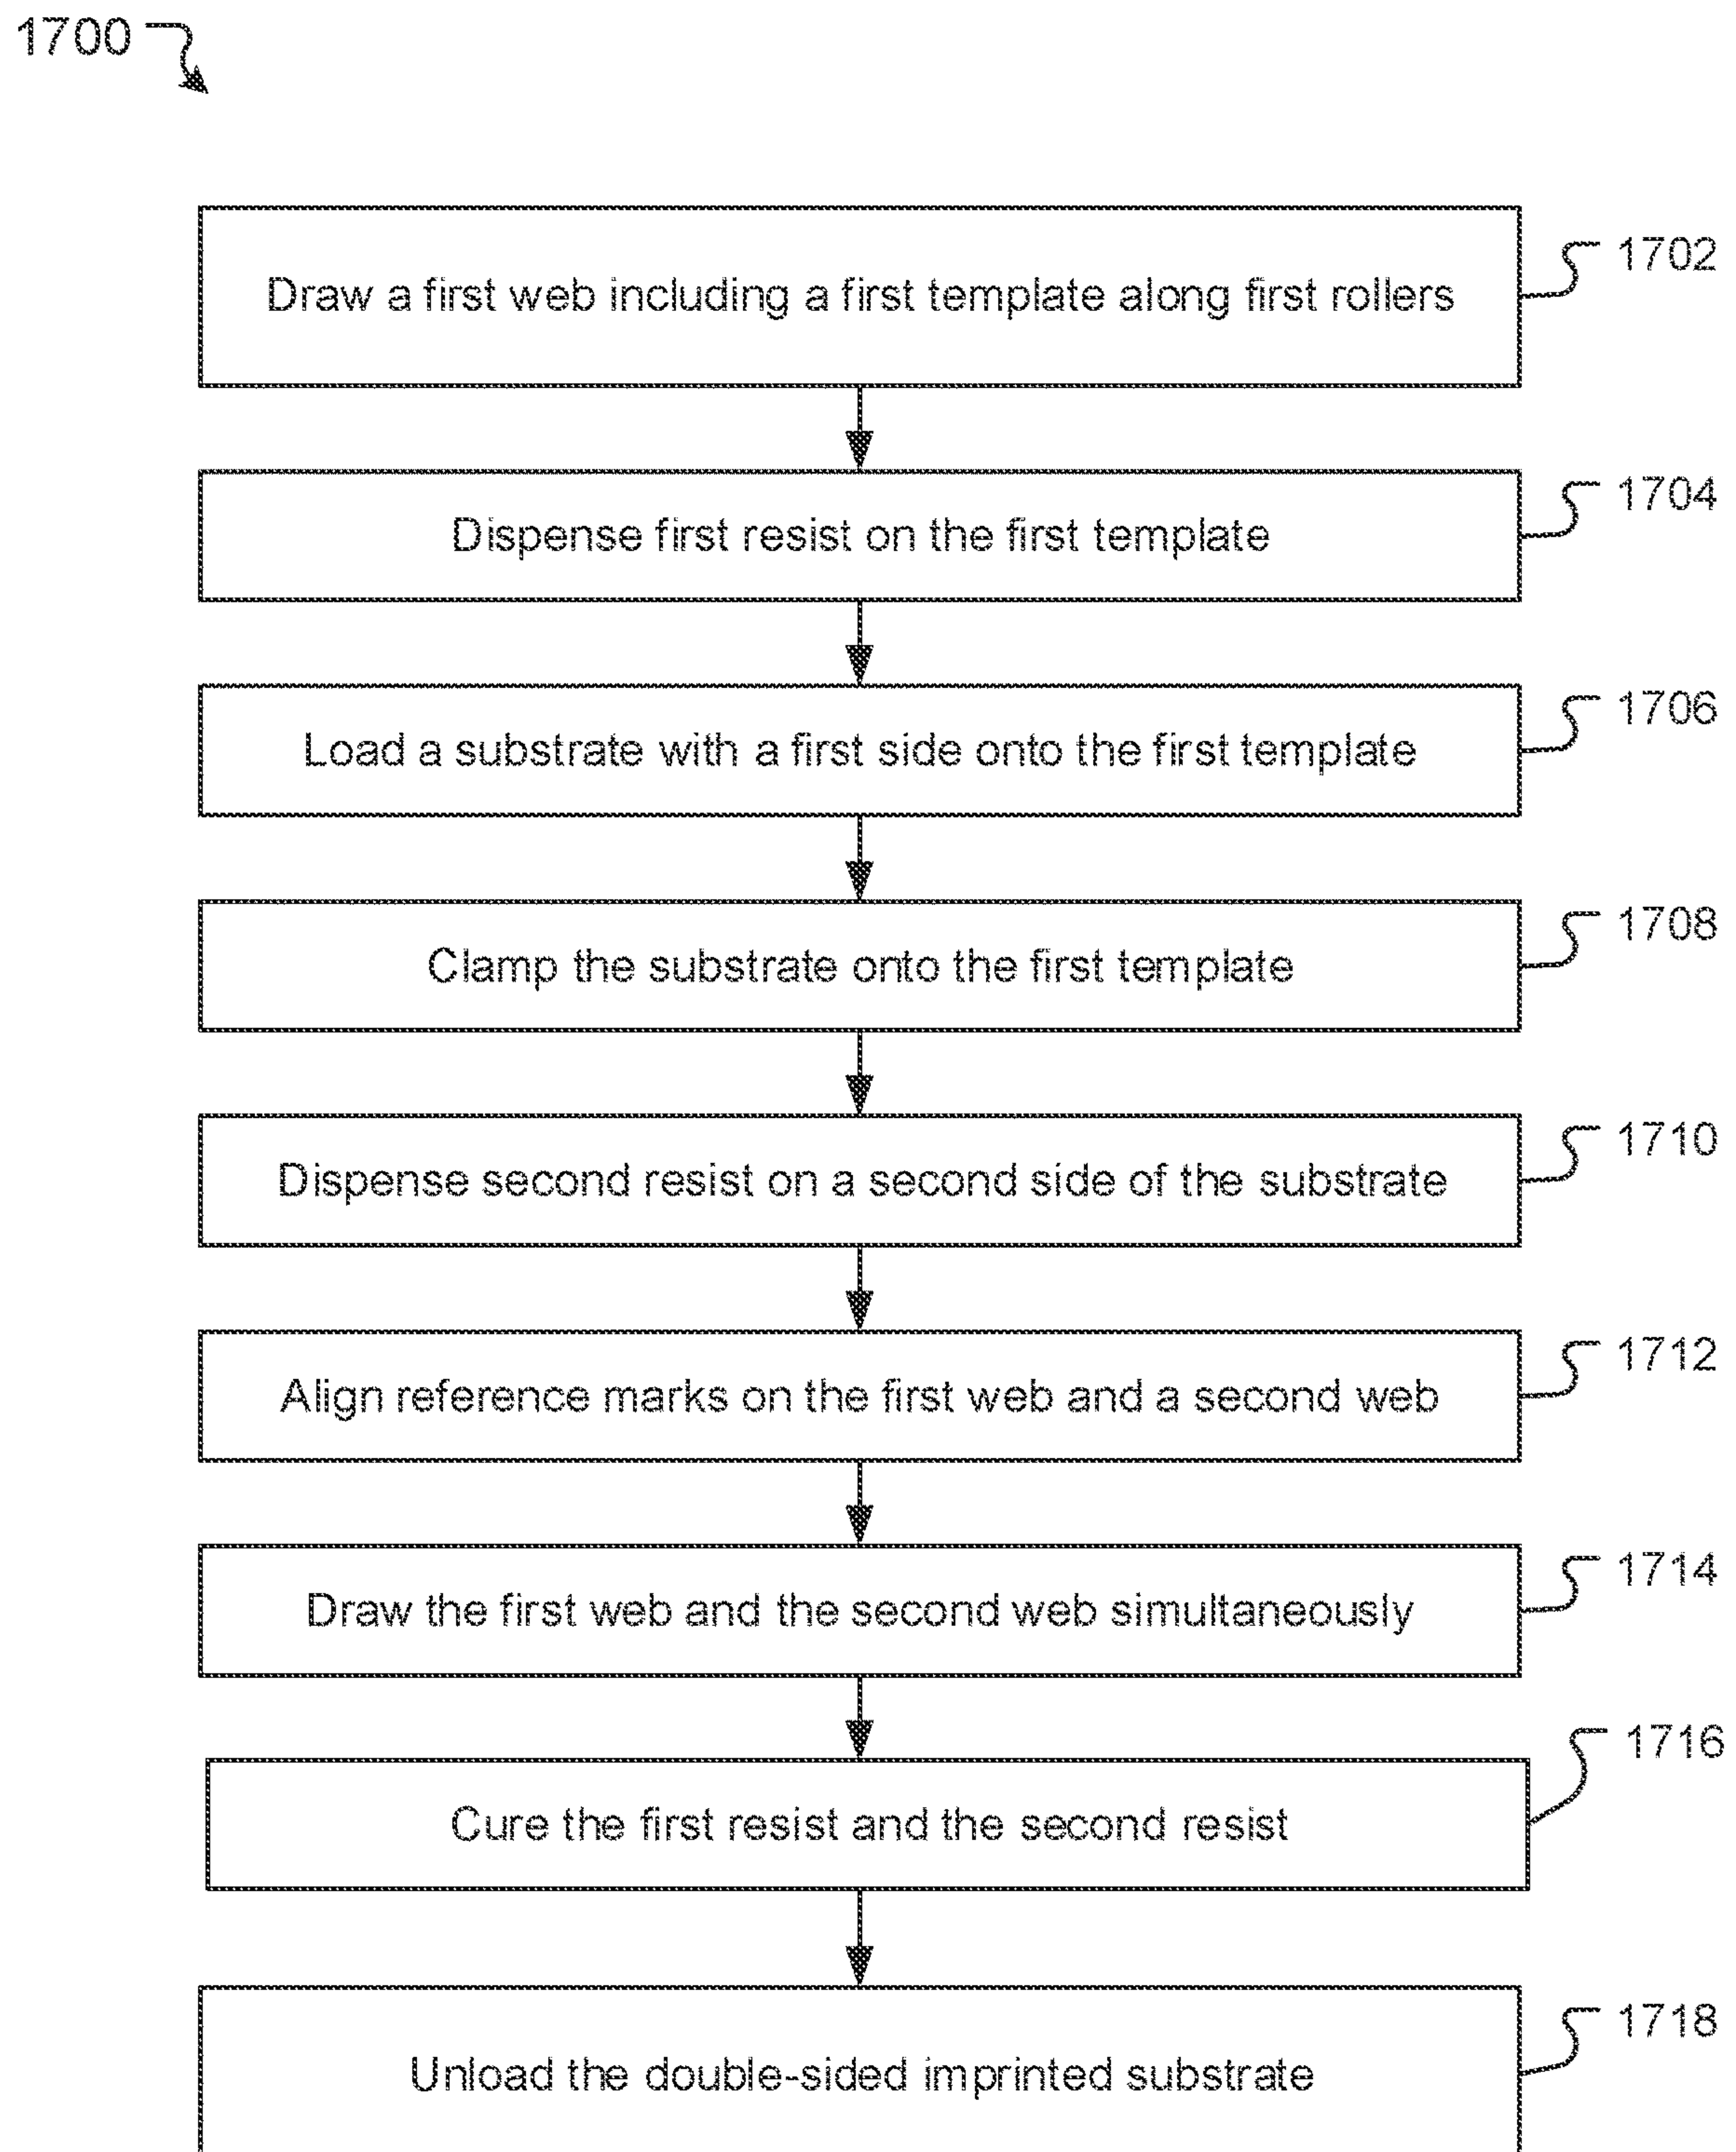 1700
Draw a first web including a first template along first rollers
1702
Dispense first resist on the first template
1704
Load a substrate with a first side onto the first template
1706
Clamp the substrate onto the first template
1708
Dispense second resist on a second side of the substrate
1710
Align reference marks on the first web and a second web
1712
Draw the first web and the second web simultaneously
1714
Cure the first resist and the second resist
1716
Unload the double-sided imprinted substrate
1718